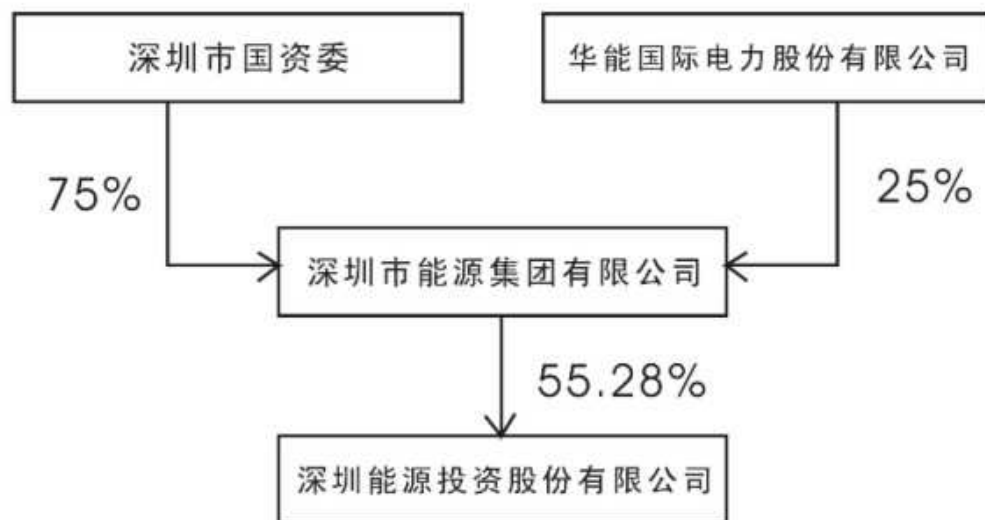 深圳市国资委
华能国际电力股份有限公司
75%
25%
深圳市能源集团有限公司
55.28%
深圳能源投资股份有限公司